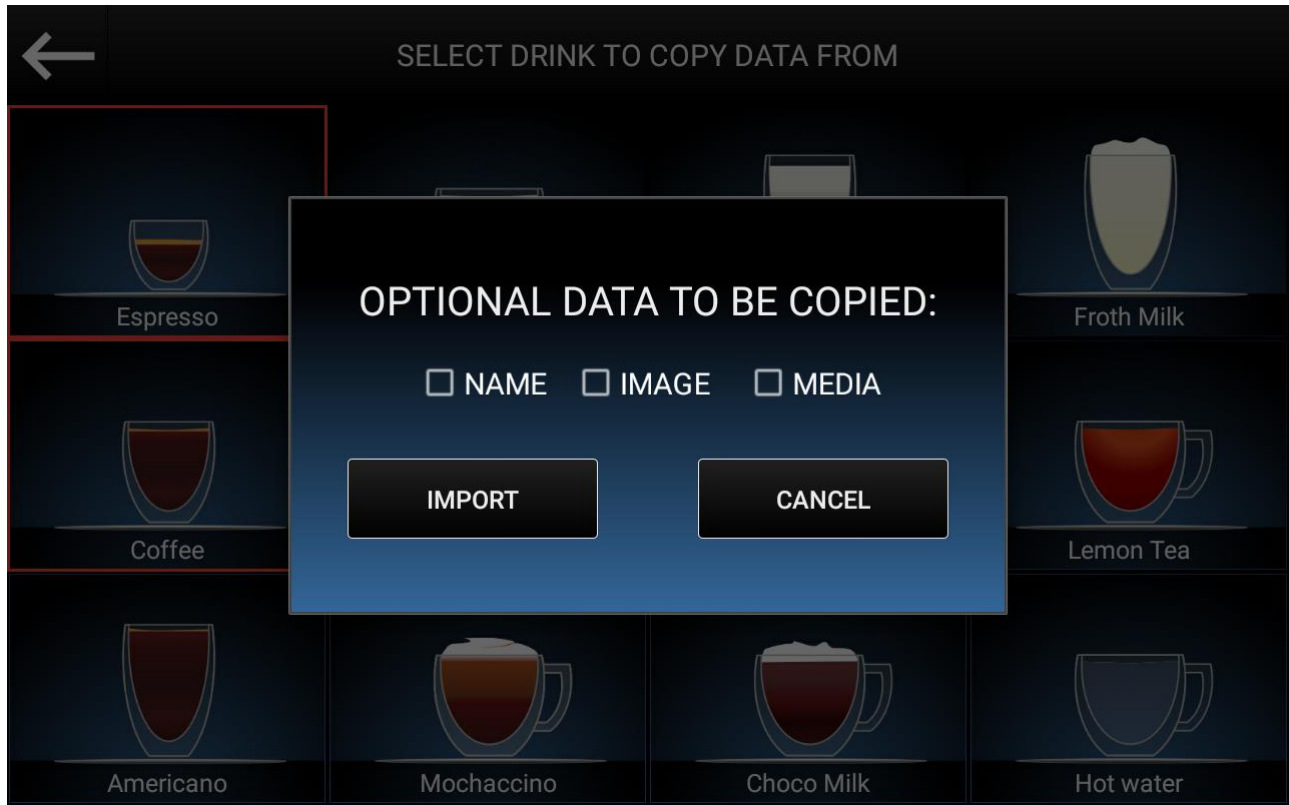 SELECT DRINK TO COPY DATA FROM
Espresso
Froth Milk
OPTIONAL DATA TO BE COPIED:
NAME IMAGE MEDIA
IMPORT CANCEL
Coffee
Lemon Tea
Americano Mochaccino Choco Milk Hot water